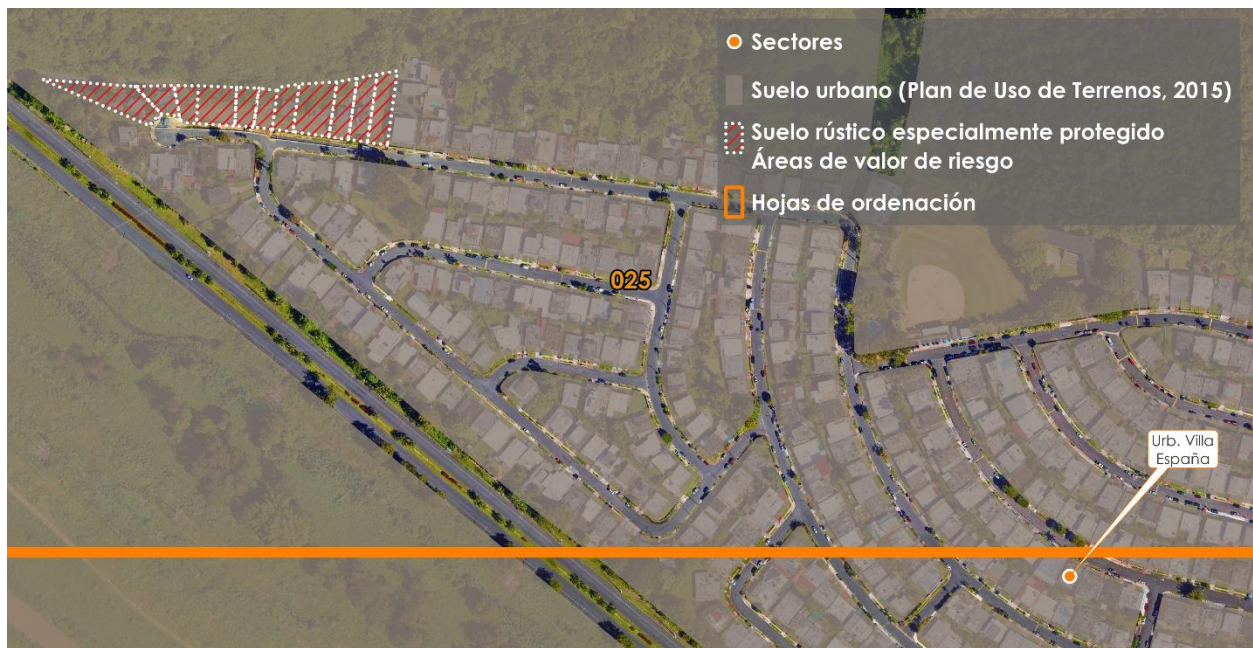 Sectores
Suelo urbano (Plan de Uso de Terrenos, 2015)
Suelo rústico especialmente protegido
Áreas de valor de riesgo
Hojas de ordenación
025
Urb. Villa
España